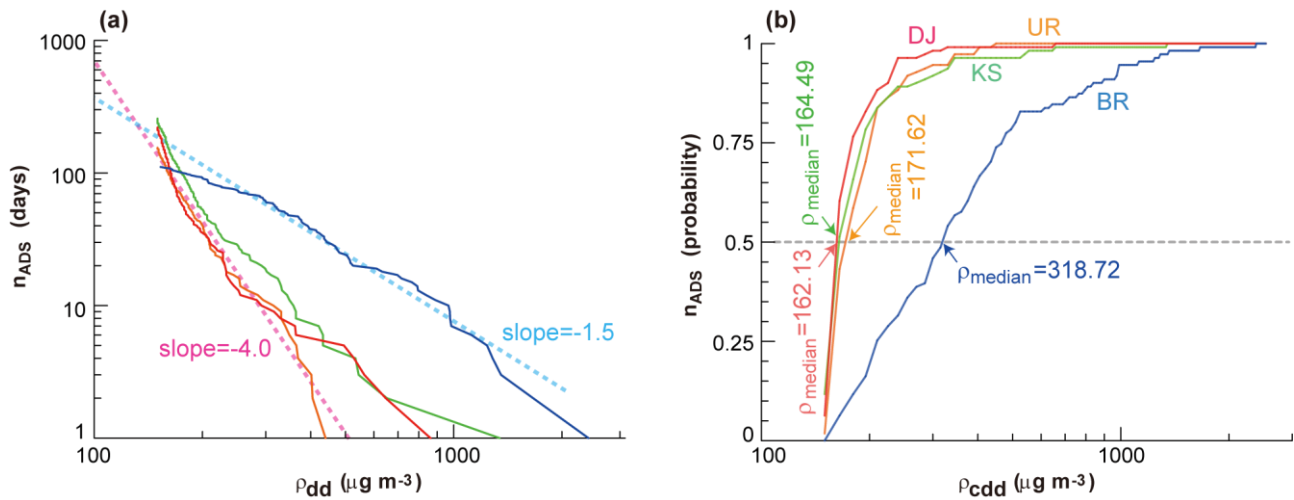 (a)
1000
100
10
1
n_ADS (days)
slope=-4.0
slope=-1.5
100
1000
ρ_dd (μg m⁻³)
(b)
DJ
UR
KS
BR
1
0.75
0.5
0.25
0
n_ADS (probability)
ρ_median=164.49
ρ_median
=171.62
ρ_median=162.13
ρ_median=318.72
100
1000
ρ_cdd (μg m⁻³)